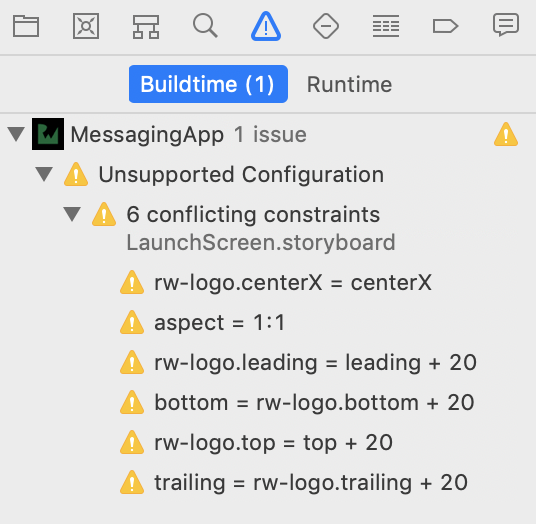 Buildtime (1) Runtime
MessagingApp 1 issue
Unsupported Configuration
6 conflicting constraints
LaunchScreen.storyboard
rw-logo.centerX = centerX
aspect = 1:1
rw-logo.leading = leading + 20
bottom = rw-logo.bottom + 20
rw-logo.top = top + 20
trailing = rw-logo.trailing + 20